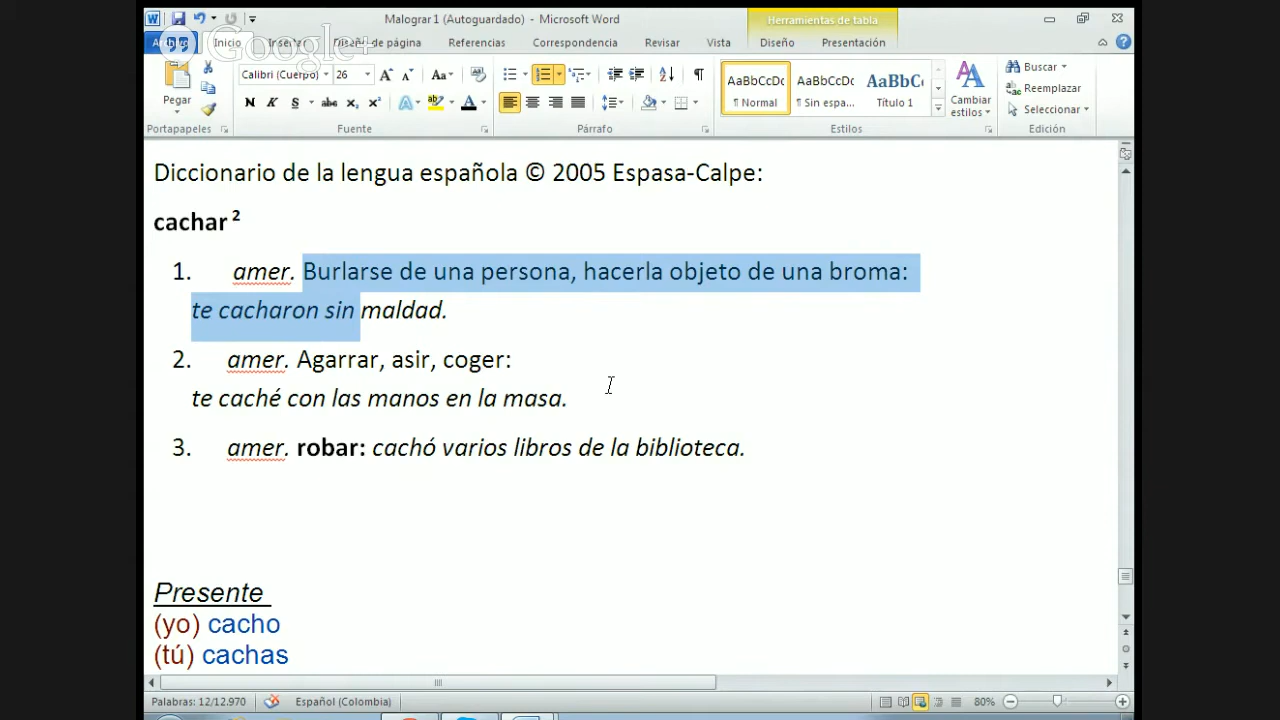 Malograr 1 (Autoguardado) - Microsoft Word
Herramientas de tabla
Google+
Inicio
Referencias Correspondencia Revisar Vista Diseño Presentación
Calibri (Cuerpo) 26 Aa
Pegar
N K S abc x₂ x²
AaBbCcDc AaBbCcDc AaBbC
¶ Normal ¶ Sin espa... Título 1
Cambiar estilos
Buscar
Reemplazar
Seleccionar
Portapapeles Fuente Párrafo Estilos Edición
Diccionario de la lengua española © 2005 Espasa-Calpe:
cachar ²
1. amer. Burlarse de una persona, hacerla objeto de una broma:
te cacharon sin maldad.
2. amer. Agarrar, asir, coger:
te caché con las manos en la masa.
3. amer. robar: cachó varios libros de la biblioteca.
Presente
(yo) cacho
(tú) cachas
Palabras: 12/12.970 Español (Colombia) 80%